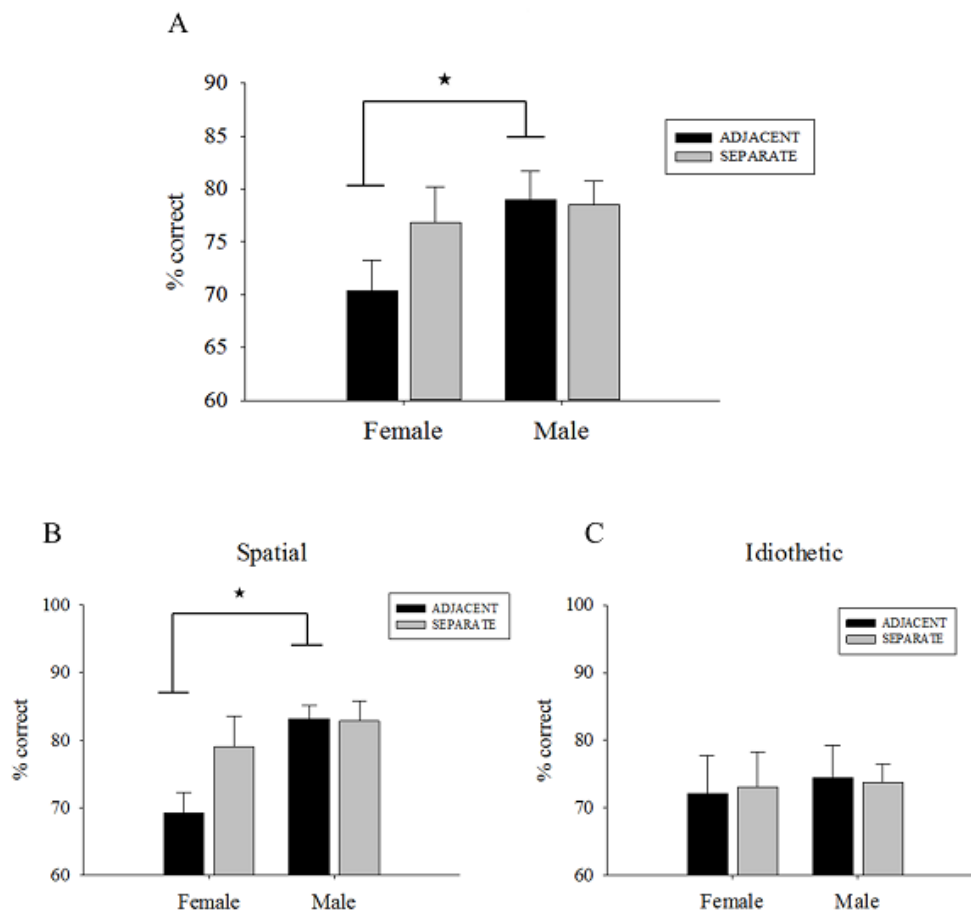 A
★
90
85
80
75
70
65
60
% correct
ADJACENT
SEPARATE
Female Male
B
Spatial
★
100
90
80
70
60
% correct
ADJACENT
SEPARATE
Female Male
C
Idiothetic
100
90
80
70
60
% correct
ADJACENT
SEPARATE
Female Male